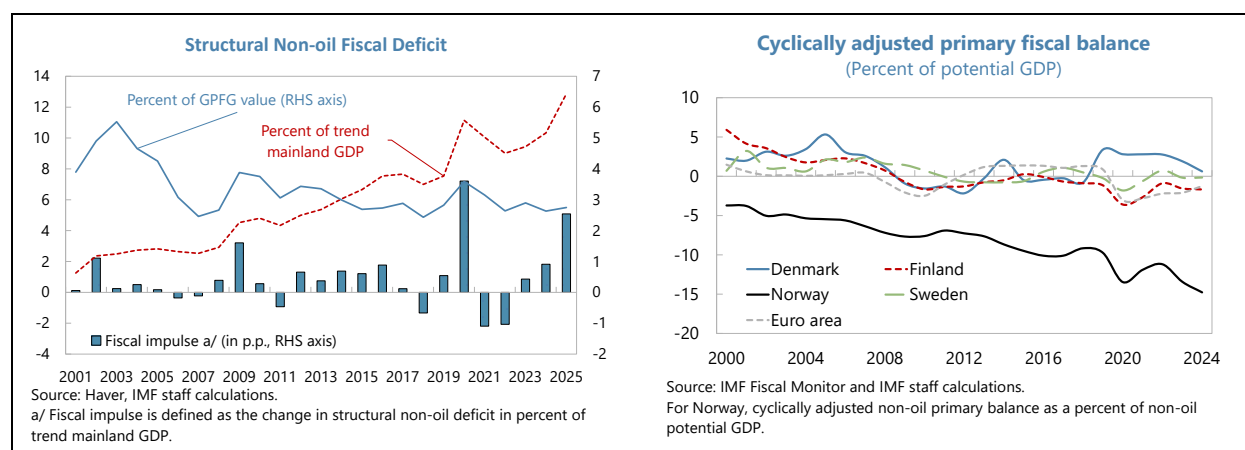 Structural Non-oil Fiscal Deficit
14
12
10
8
6
4
2
0
-2
-4
7
6
5
4
3
2
1
0
-1
-2
Percent of GPFG value (RHS axis)
Percent of trend
mainland GDP
Fiscal impulse a/ (in p.p., RHS axis)
2001 2003 2005 2007 2009 2011 2013 2015 2017 2019 2021 2023 2025
Source: Haver, IMF staff calculations.
a/ Fiscal impulse is defined as the change in structural non-oil deficit in percent of
trend mainland GDP.
Cyclically adjusted primary fiscal balance
(Percent of potential GDP)
10
5
0
-5
-10
-15
-20
Denmark Finland
Norway Sweden
Euro area
2000 2004 2008 2012 2016 2020 2024
Source: IMF Fiscal Monitor and IMF staff calculations.
For Norway, cyclically adjusted non-oil primary balance as a percent of non-oil
potential GDP.